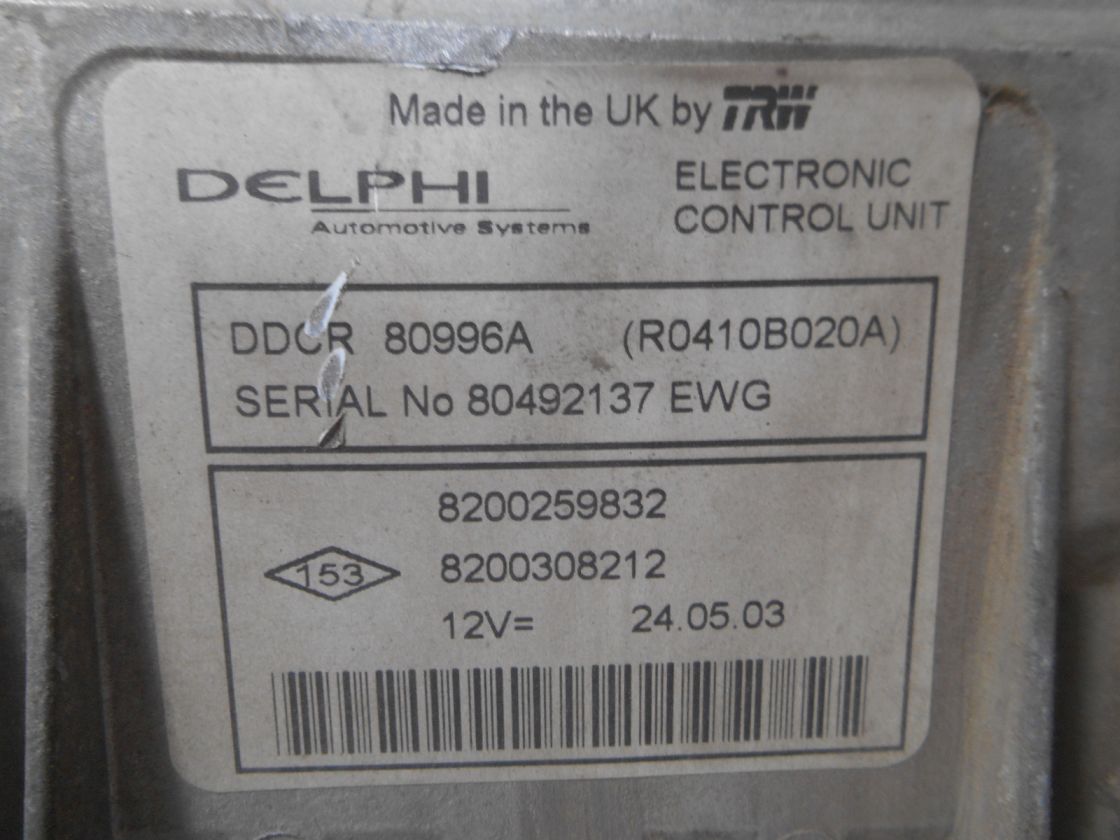 Made in the UK by TRW
DELPHI
Automotive Systems
ELECTRONIC
CONTROL UNIT
DDCR 80996A (R0410B020A)
SERIAL No 80492137 EWG
8200259832
153
8200308212
12V= 24.05.03